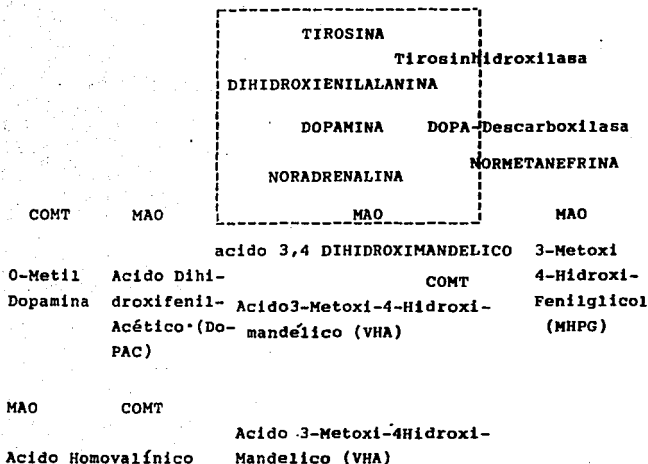 TIROSINA
Tirosinhidroxilasa
DIHIDROXIENILALANINA
DOPAMINA DOPA-Descarboxilasa
NORMETANEFRINA
NORADRENALINA
COMT MAO MAO MAO
acido 3,4 DIHIDROXIMANDELICO 3-Metoxi
O-Metil Acido Dihi- COMT 4-Hidroxi-
Dopamina droxifenil- Acido3-Metoxi-4-Hidroxi- Fenilglicol
Acético (Do- mandélico (VHA) (MHPG)
PAC)
MAO COMT
Acido 3-Metoxi-4Hidroxi-
Acido Homovalínico Mandelico (VHA)